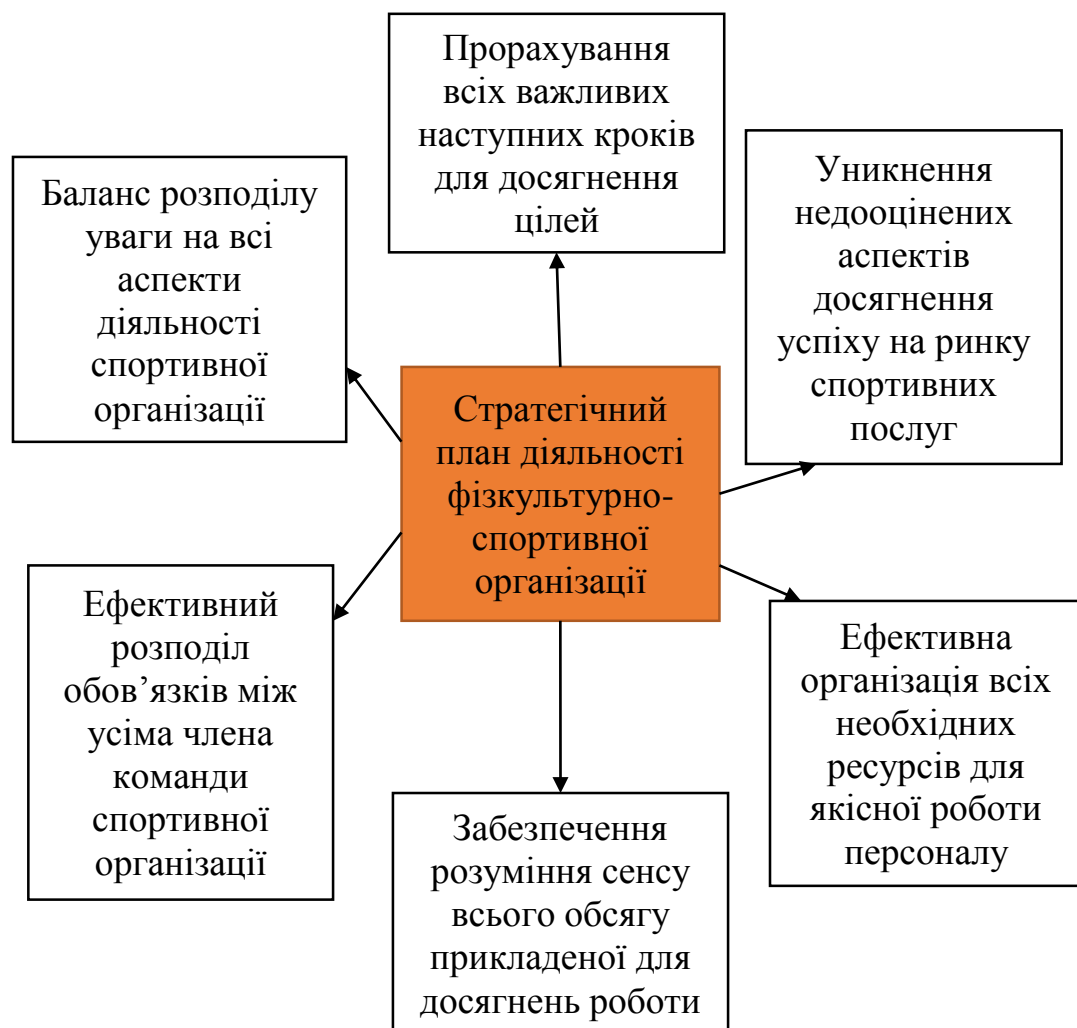 Прорахування
всіх важливих
наступних кроків
для досягнення
цілей
Баланс розподілу
уваги на всі
аспекти
діяльності
спортивної
організації
Уникнення
недооцінених
аспектів
досягнення
успіху на ринку
спортивних
послуг
Стратегічний
план діяльності
фізкультурно-
спортивної
організації
Ефективний
розподіл
обов’язків між
усіма члена
команди
спортивної
організації
Ефективна
організація всіх
необхідних
ресурсів для
якісної роботи
персоналу
Забезпечення
розуміння сенсу
всього обсягу
прикладеної для
досягнень роботи